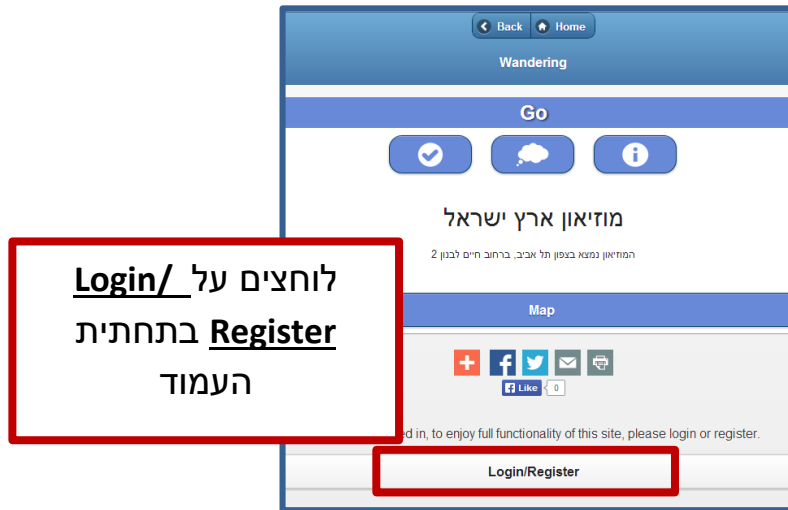 Back Home
Wandering
Go
מוזיאון ארץ ישראל
המוזיאון נמצא בצפון תל אביב, ברחוב חיים לבנון 2
Map
Like 0
ed in, to enjoy full functionality of this site, please login or register.
Login/Register
לוחצים על Login/
Register בתחתית
העמוד